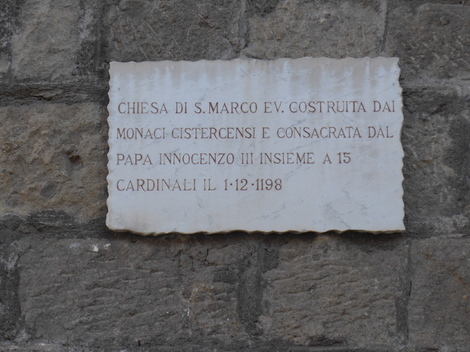 CHIESA DI S. MARCO EV. COSTRUITA DAI
MONACI CISTERCENSI E CONSACRATA DAL
PAPA INNOCENZO III INSIEME A 15
CARDINALI IL 1·12·1198